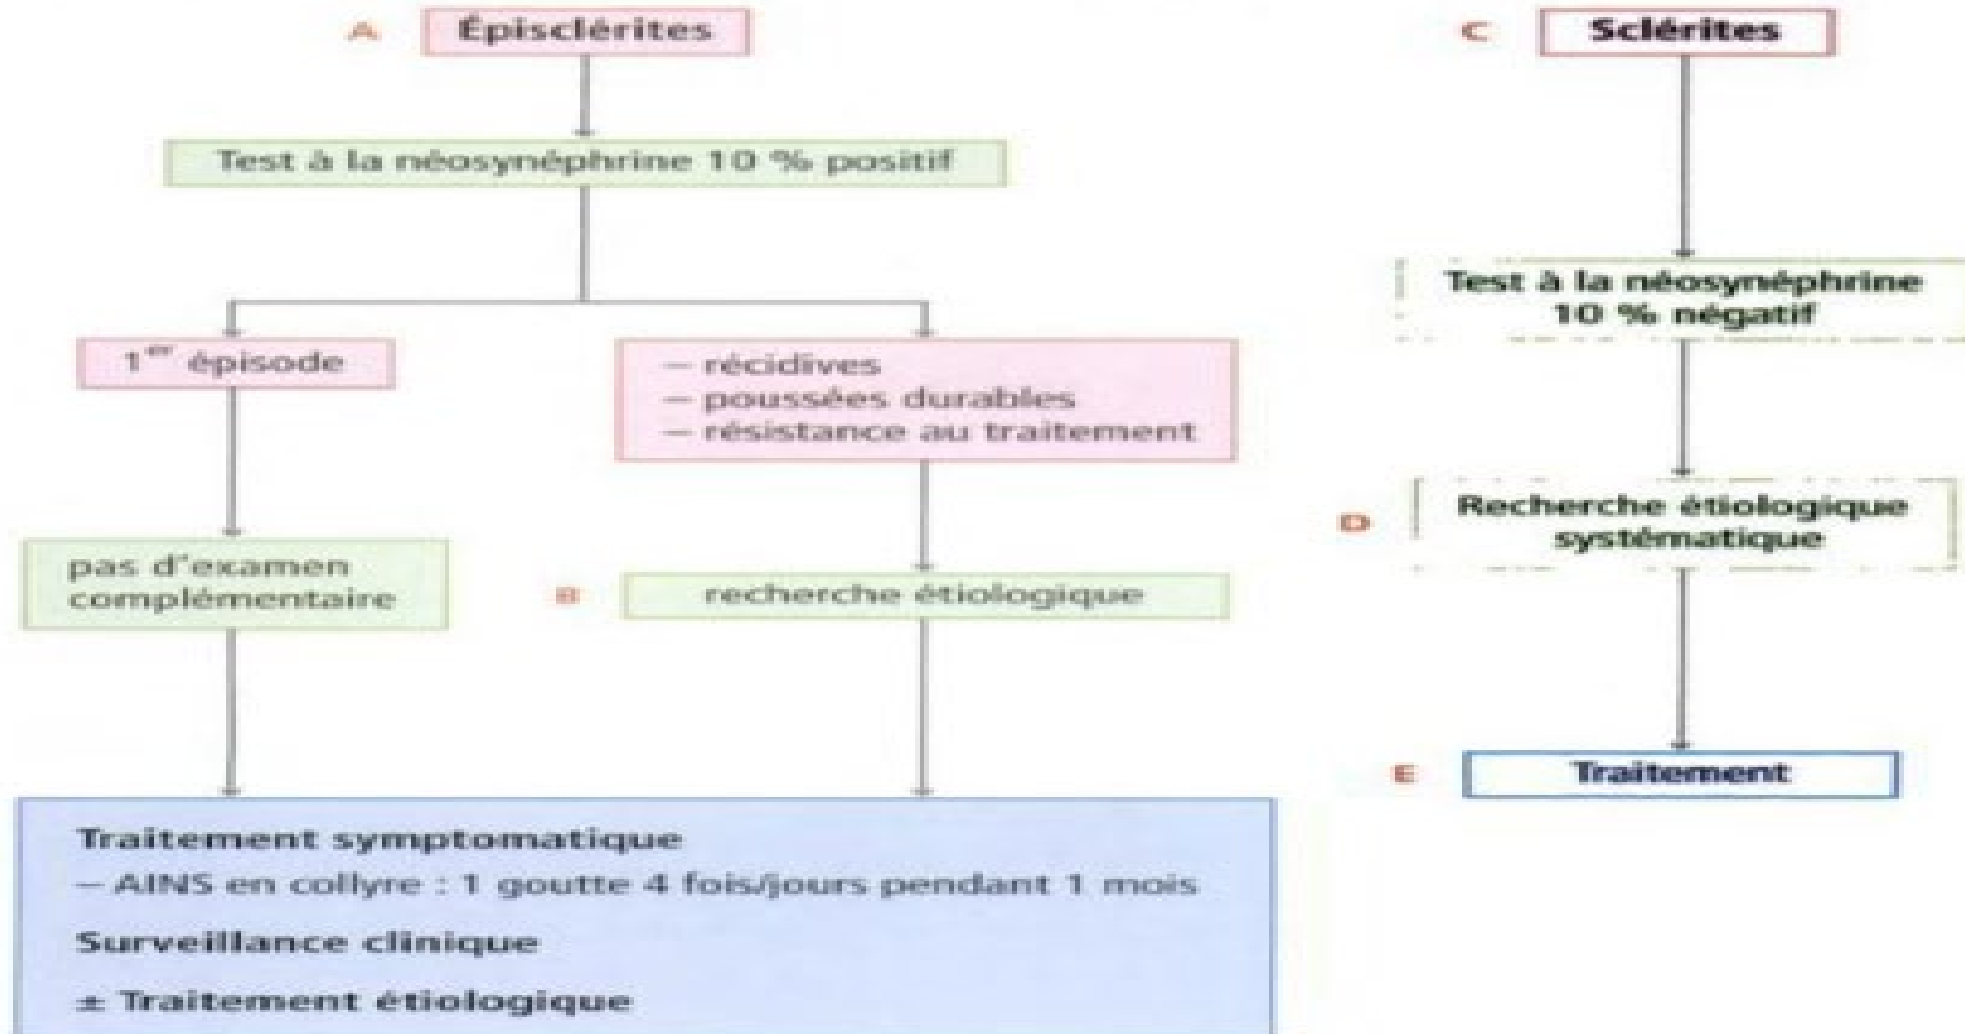 A
Épisclérites
Test à la néosynéphrine 10 % positif
1er épisode
– récidives
– poussées durables
– résistance au traitement
pas d'examen
complémentaire
B
recherche étiologique
Traitement symptomatique
– AINS en collyre : 1 goutte 4 fois/jours pendant 1 mois
Surveillance clinique
± Traitement étiologique
C
Sclérites
Test à la néosynéphrine
10 % négatif
D
Recherche étiologique
systématique
E
Traitement